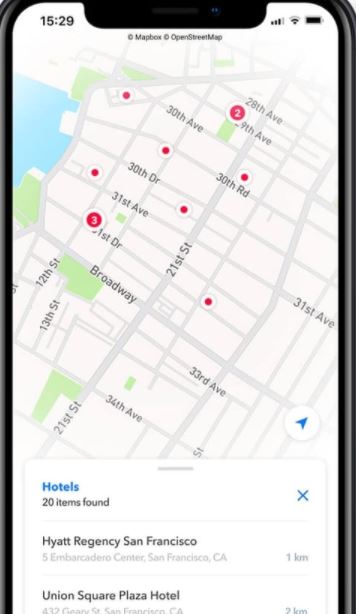 15:29
© Mapbox © OpenStreetMap
28th Ave
30th Ave
2
29th Ave
30th Dr
30th Rd
31st Ave
3
31st Dr
21st St
12th St
Broadway
13th St
31st Ave
33rd Ave
34th Ave
21st St
St
Hotels
20 items found
Hyatt Regency San Francisco
5 Embarcadero Center, San Francisco, CA
1 km
Union Square Plaza Hotel
432 Geary St, San Francisco, CA
2 km